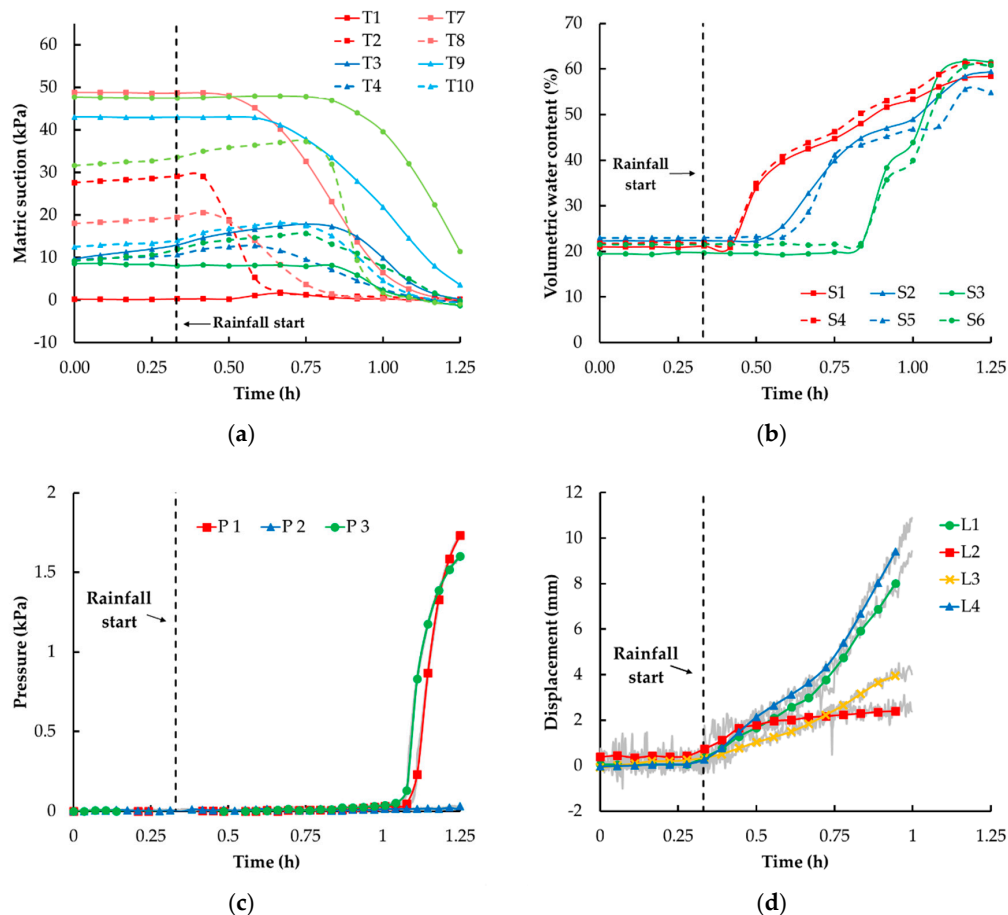 60
50
40
30
20
10
0
-10
Matric suction (kPa)
T1 T7
T2 T8
T3 T9
T4 T10
Rainfall start
0.00 0.25 0.50 0.75 1.00 1.25
Time (h)
(a)
70
60
50
40
30
20
10
0
Volumetric water content (%)
Rainfall
start
S1 S2 S3
S4 S5 S6
0.00 0.25 0.50 0.75 1.00 1.25
Time (h)
(b)
2
1.5
1
0.5
0
Pressure (kPa)
P 1 P 2 P 3
Rainfall
start
0 0.25 0.5 0.75 1 1.25
Time (h)
(c)
12
10
8
6
4
2
0
-2
Displacement (mm)
L1
L2
L3
L4
Rainfall
start
0 0.25 0.5 0.75 1 1.25
Time (h)
(d)